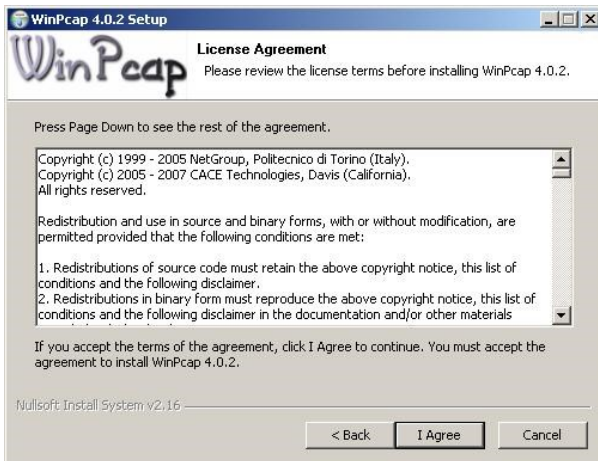 WinPcap 4.0.2 Setup
WinPcap
License Agreement
Please review the license terms before installing WinPcap 4.0.2.
Press Page Down to see the rest of the agreement.
Copyright (c) 1999 - 2005 NetGroup, Politecnico di Torino (Italy).
Copyright (c) 2005 - 2007 CACE Technologies, Davis (California).
All rights reserved.
Redistribution and use in source and binary forms, with or without modification, are
permitted provided that the following conditions are met:
1. Redistributions of source code must retain the above copyright notice, this list of
conditions and the following disclaimer.
2. Redistributions in binary form must reproduce the above copyright notice, this list of
conditions and the following disclaimer in the documentation and/or other materials
If you accept the terms of the agreement, click I Agree to continue. You must accept the
agreement to install WinPcap 4.0.2.
Nullsoft Install System v2.16
< Back
I Agree
Cancel